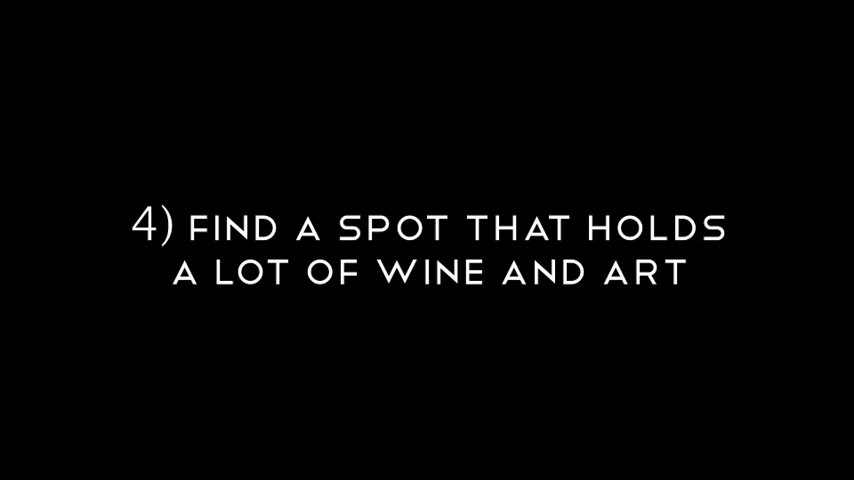 4) FIND A SPOT THAT HOLDS
A LOT OF WINE AND ART